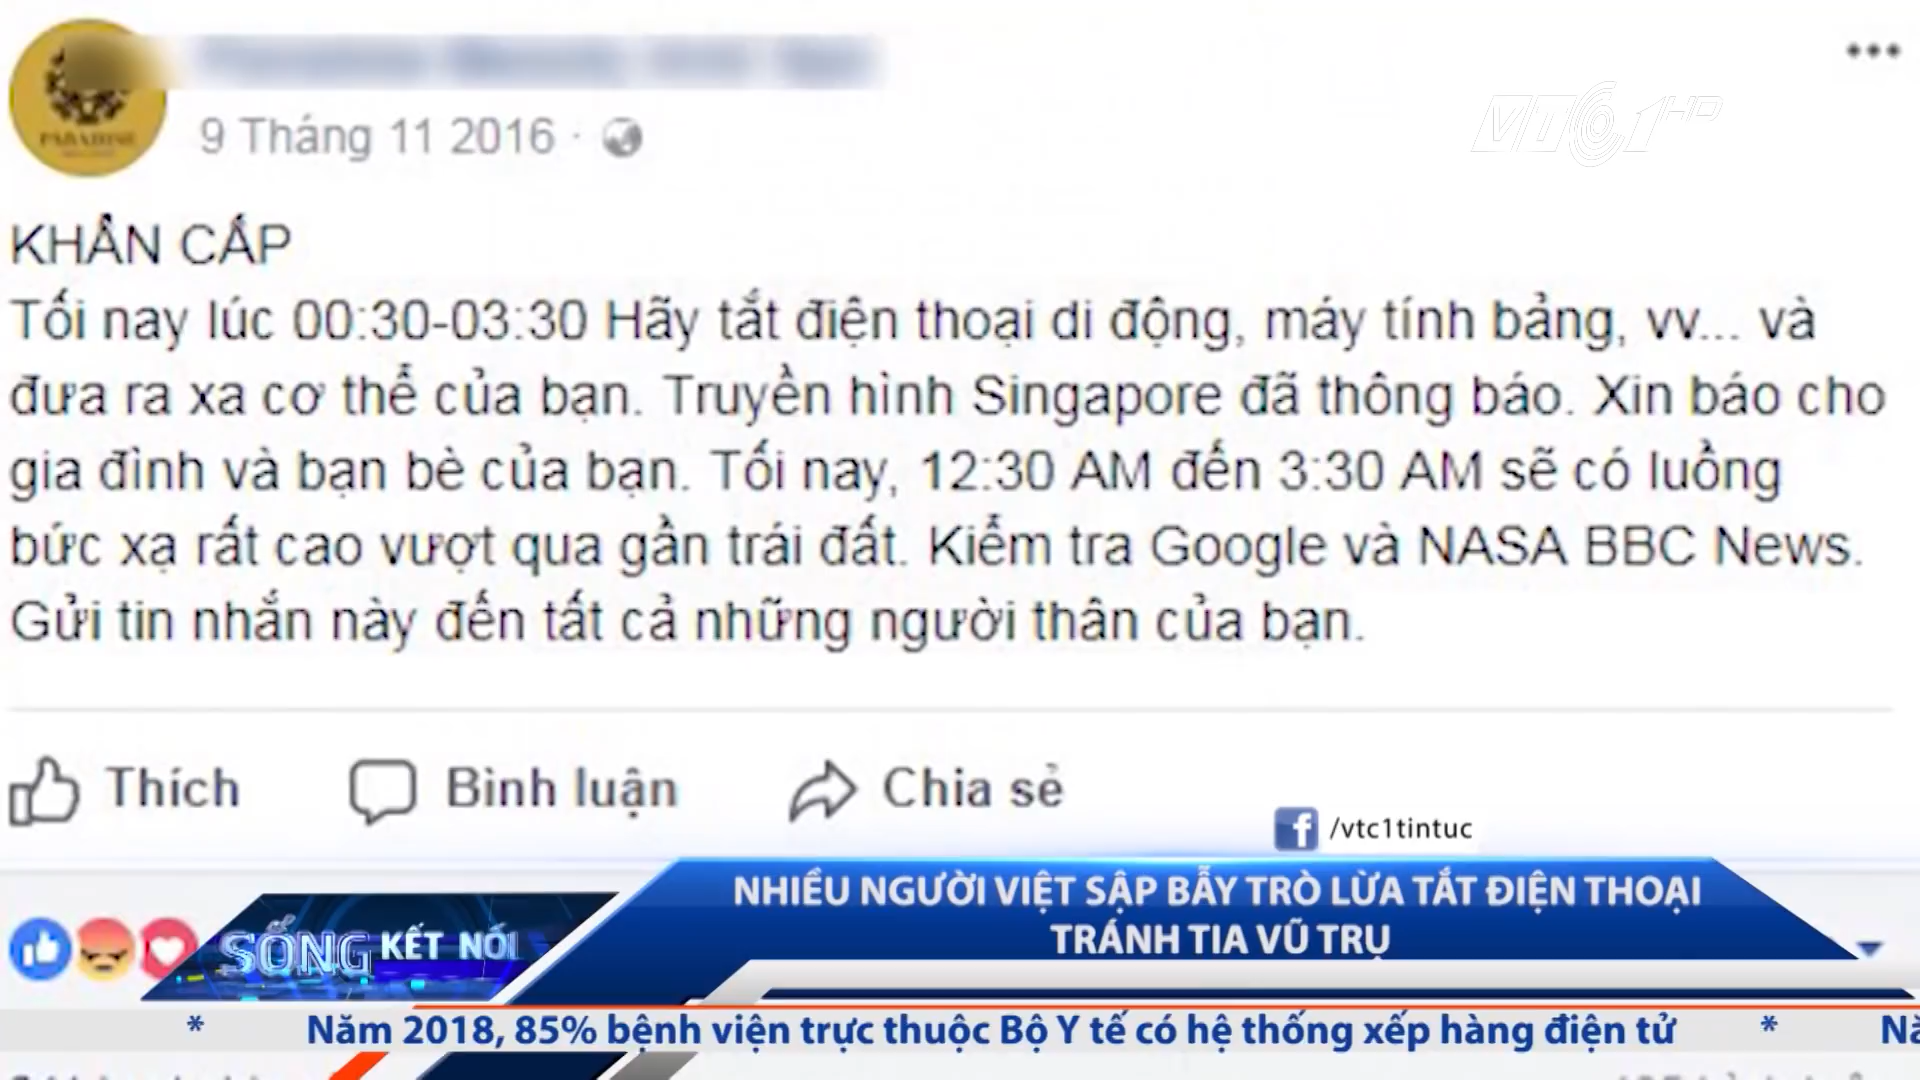 9 Tháng 11 2016 ·
VTC1 HD
PARADISE
KHẨN CẤP
Tối nay lúc 00:30-03:30 Hãy tắt điện thoại di động, máy tính bảng, vv... và
đưa ra xa cơ thể của bạn. Truyền hình Singapore đã thông báo. Xin báo cho
gia đình và bạn bè của bạn. Tối nay, 12:30 AM đến 3:30 AM sẽ có luồng
bức xạ rất cao vượt qua gần trái đất. Kiểm tra Google và NASA BBC News.
Gửi tin nhắn này đến tất cả những người thân của bạn.
Thích Bình luận Chia sẻ
f /vtc1tintuc
NHIỀU NGƯỜI VIỆT SẬP BẪY TRÒ LỪA TẮT ĐIỆN THOẠI
TRÁNH TIA VŨ TRỤ
SỐNG KẾT NỐI
* Năm 2018, 85% bệnh viện trực thuộc Bộ Y tế có hệ thống xếp hàng điện tử * Nă